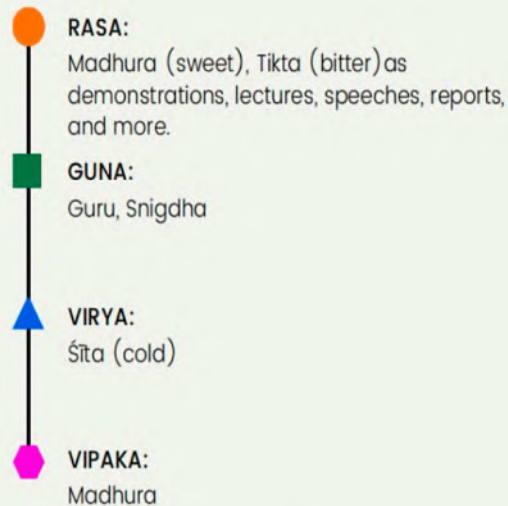 RASA:
Madhura (sweet), Tikta (bitter) as
demonstrations, lectures, speeches, reports,
and more.
GUNA:
Guru, Snigdha
VIRYA:
Śīta (cold)
VIPAKA:
Madhura